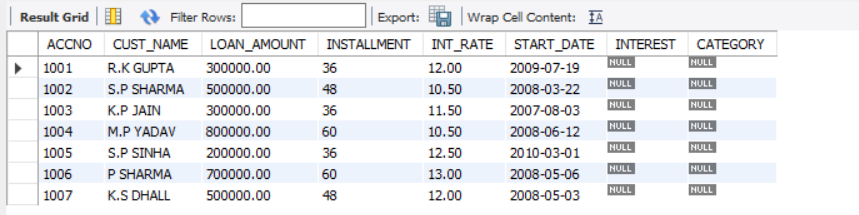 Result Grid Filter Rows: Export: Wrap Cell Content: IA
ACCNO CUST_NAME LOAN_AMOUNT INSTALLMENT INT_RATE START_DATE INTEREST CATEGORY
1001 R.K GUPTA 300000.00 36 12.00 2009-07-19 NULL NULL
1002 S.P SHARMA 500000.00 48 10.50 2008-03-22 NULL NULL
1003 K.P JAIN 300000.00 36 11.50 2007-08-03 NULL NULL
1004 M.P YADAV 800000.00 60 10.50 2008-06-12 NULL NULL
1005 S.P SINHA 200000.00 36 12.50 2010-03-01 NULL NULL
1006 P SHARMA 700000.00 60 13.00 2008-05-06 NULL NULL
1007 K.S DHALL 500000.00 48 12.00 2008-05-03 NULL NULL